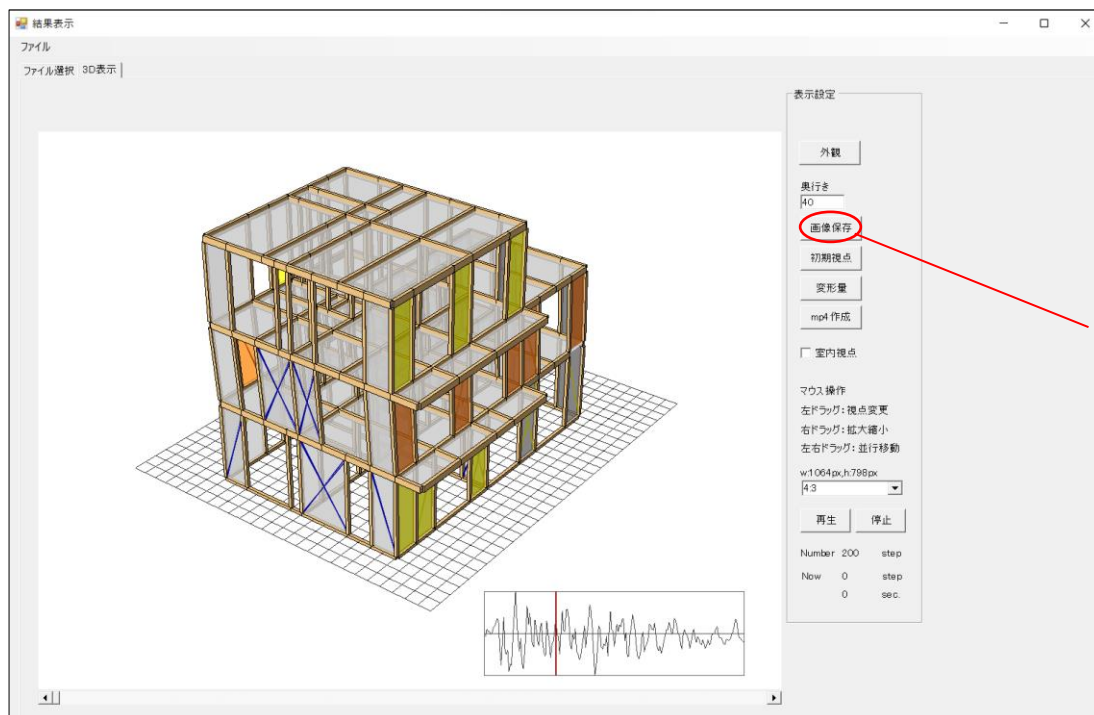 結果表示
ファイル
ファイル選択 3D表示
表示設定
外観
奥行き
40
画像保存
初期視点
変形量
mp4作成
室内視点
マウス操作
左ドラッグ：視点変更
右ドラッグ：拡大縮小
左右ドラッグ：並行移動
w:1064px,h:798px
4:3
再生 停止
Number 200 step
Now 0 step
0 sec.